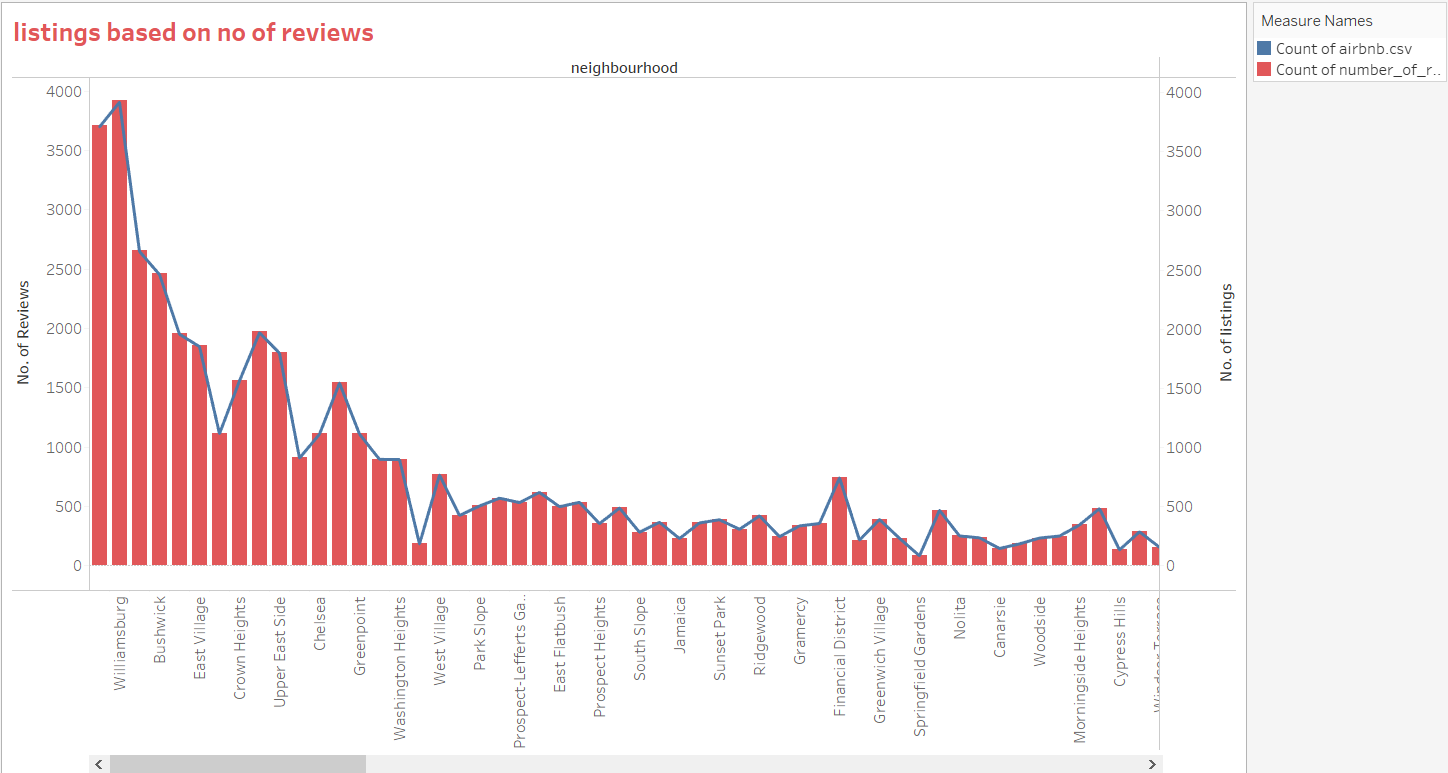 listings based on no of reviews
neighbourhood
No. of Reviews
4000
3500
3000
2500
2000
1500
1000
500
0
4000
3500
3000
2500
2000
1500
1000
500
0
No. of listings
Williamsburg
Bushwick
East Village
Crown Heights
Upper East Side
Chelsea
Greenpoint
Washington Heights
West Village
Park Slope
Prospect-Lefferts Ga..
East Flatbush
Prospect Heights
South Slope
Jamaica
Sunset Park
Ridgewood
Gramercy
Financial District
Greenwich Village
Springfield Gardens
Nolita
Canarsie
Woodside
Morningside Heights
Cypress Hills
Measure Names
Count of airbnb.csv
Count of number_of_r..